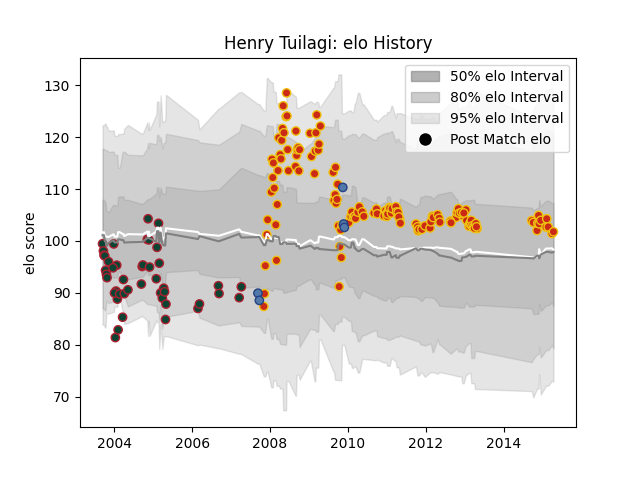 Henry Tuilagi: elo History
50% elo Interval
80% elo Interval
95% elo Interval
Post Match elo
elo score
130
120
110
100
90
80
70
2004 2006 2008 2010 2012 2014